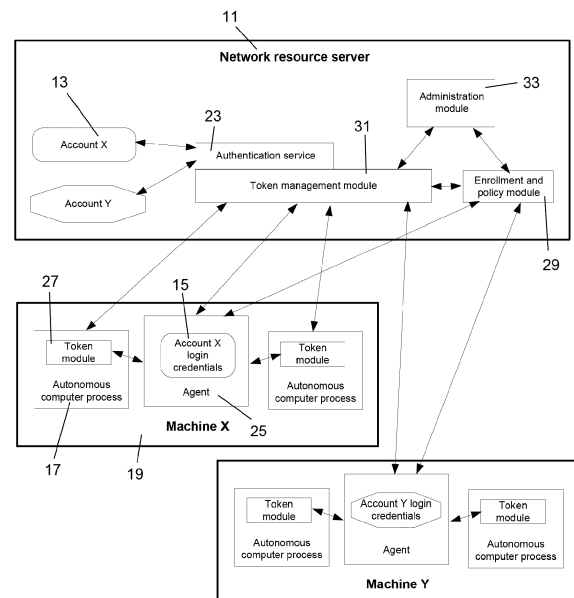 11
Network resource server
13
33
Administration
module
23
31
Account X
Authentication service
Token management module
Enrollment and
policy module
Account Y
29
27
15
Token
module
Account X
login
credentials
Token
module
Autonomous
computer process
Agent
Autonomous
computer process
17
19
Machine X
25
Token
module
Account Y login
credentials
Token
module
Autonomous
computer process
Agent
Autonomous
computer process
Machine Y